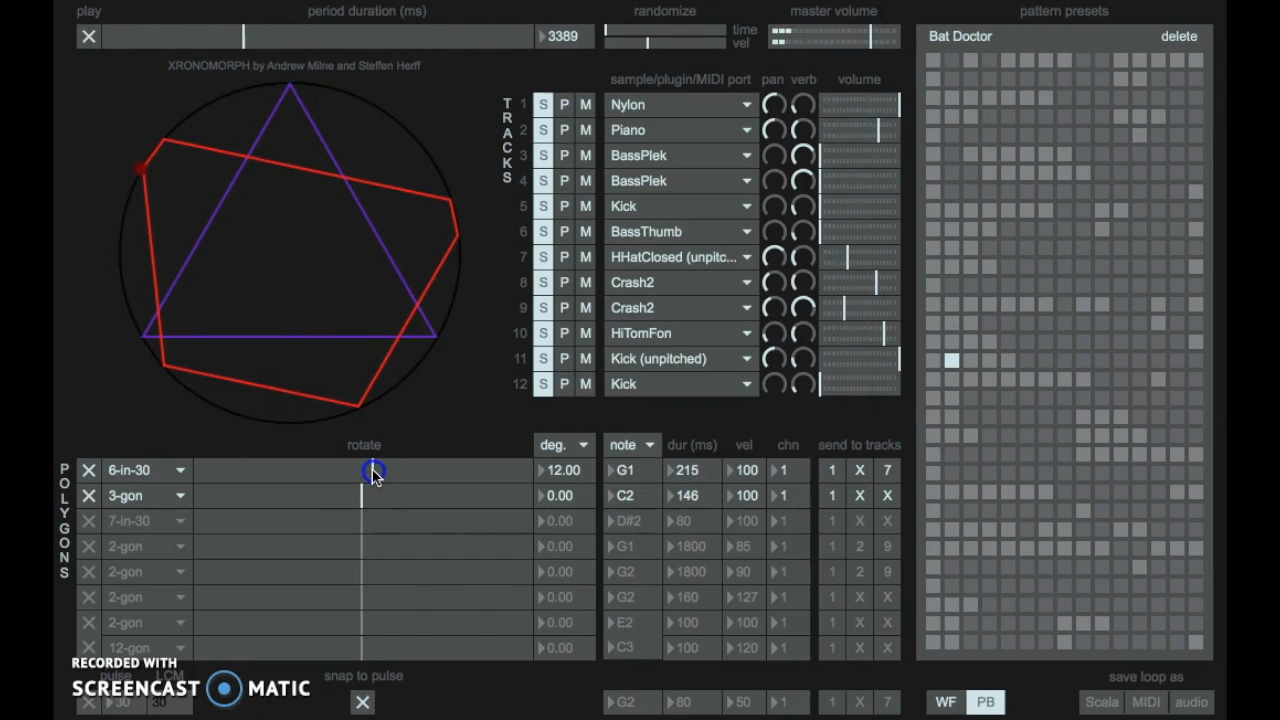 play period duration (ms) randomize master volume pattern presets
3389 time
vel
Bat Doctor delete
XRONOMORPH by Andrew Milne and Steffen Herff
sample/plugin/MIDI port pan verb volume
TRACKS
1 S P M Nylon
2 S P M Piano
3 S P M BassPlek
4 S P M BassPlek
5 S P M Kick
6 S P M BassThumb
7 S P M HHatClosed (unpitc...
8 S P M Crash2
9 S P M Crash2
10 S P M HiTomFon
11 S P M Kick (unpitched)
12 S P M Kick
rotate deg. note dur (ms) vel chn send to tracks
POLYGONS
6-in-30 12.00 G1 215 100 1 1 X 7
3-gon 0.00 C2 146 100 1 1 X X
7-in-30 0.00 D#2 80 100 1 1 X X
2-gon 0.00 G1 1800 85 1 1 2 9
2-gon 0.00 G2 1800 90 1 1 2 9
2-gon 0.00 G2 160 127 1 1 X X
2-gon 0.00 E2 100 100 1 1 X X
12-gon 0.00 C3 100 120 1 1 X X
RECORDED WITH
SCREENCAST MATIC
pulse LCM snap to pulse save loop as
30 30 G2 80 50 1 1 X 7 WF PB Scala MIDI audio